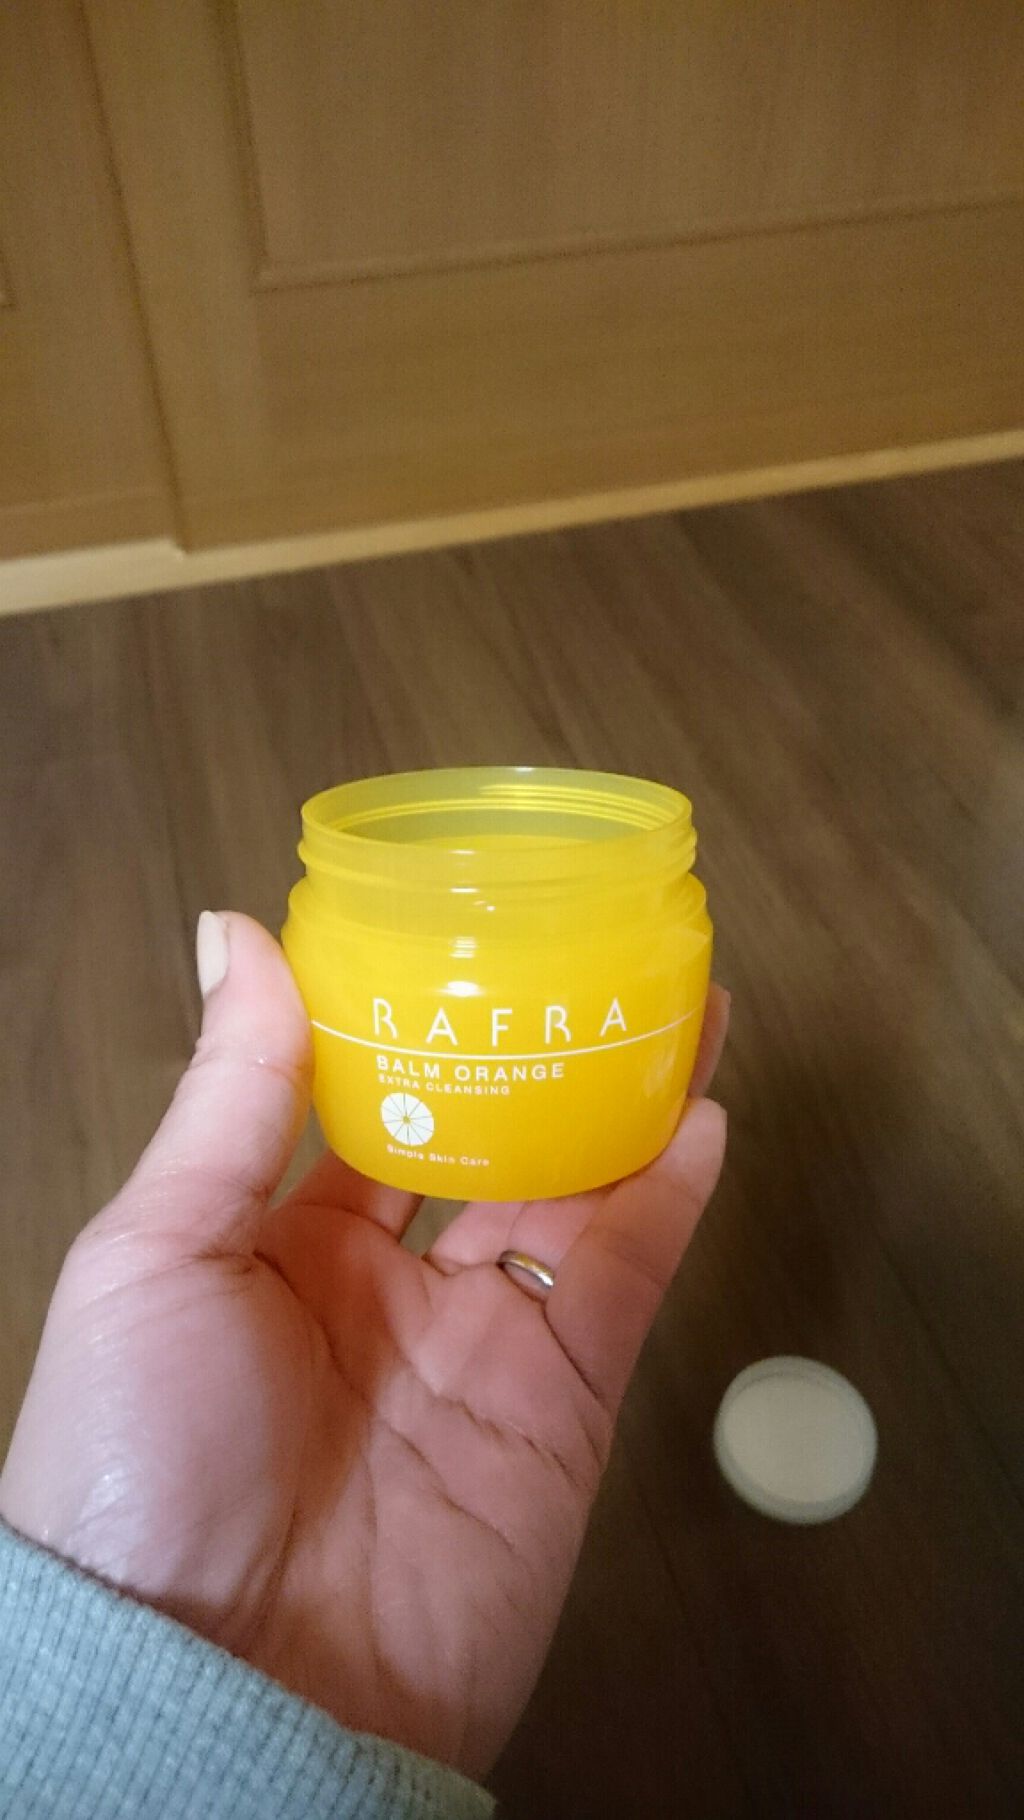 RAFRA
BALM ORANGE
EXTRA CLEANSING
Simple Skin Care